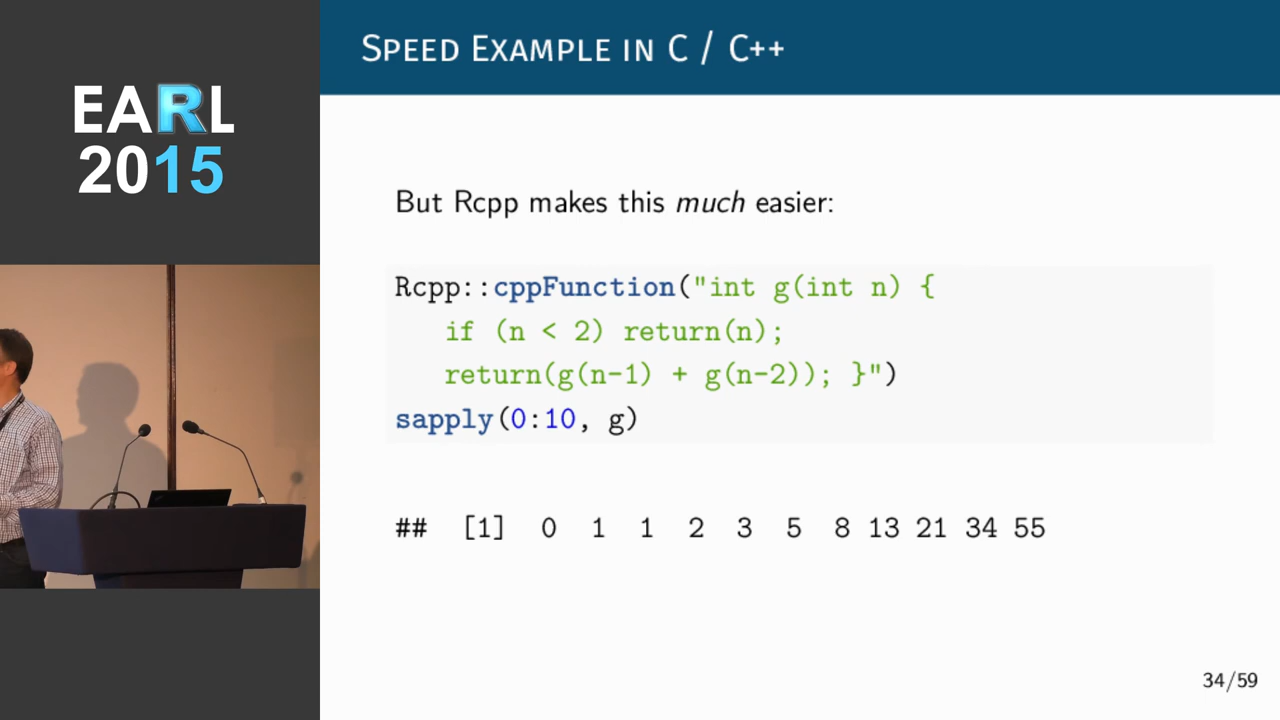 EARL
2015
SPEED EXAMPLE IN C / C++
But Rcpp makes this much easier:
Rcpp::cppFunction("int g(int n) {
if (n < 2) return(n);
return(g(n-1) + g(n-2)); }")
sapply(0:10, g)
## [1] 0 1 1 2 3 5 8 13 21 34 55
34/59